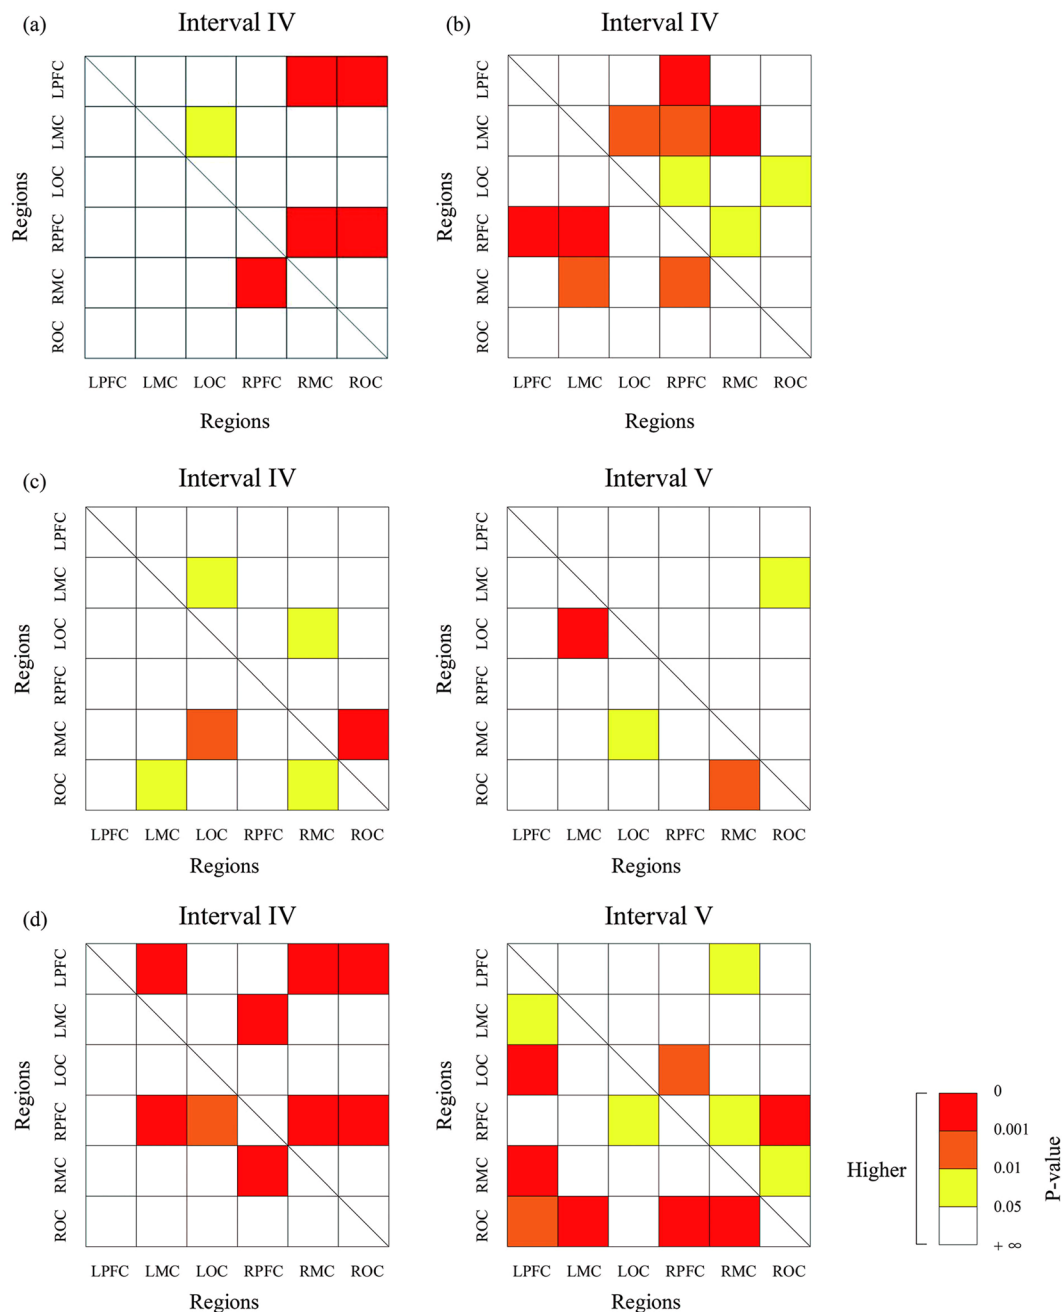 (a) Interval IV
Regions
LPFC
LMC
LOC
RPFC
RMC
ROC
LPFC LMC LOC RPFC RMC ROC
Regions
(b) Interval IV
Regions
LPFC
LMC
LOC
RPFC
RMC
ROC
LPFC LMC LOC RPFC RMC ROC
Regions
(c) Interval IV
Regions
LPFC
LMC
LOC
RPFC
RMC
ROC
LPFC LMC LOC RPFC RMC ROC
Regions
Interval V
Regions
LPFC
LMC
LOC
RPFC
RMC
ROC
LPFC LMC LOC RPFC RMC ROC
Regions
(d) Interval IV
Regions
LPFC
LMC
LOC
RPFC
RMC
ROC
LPFC LMC LOC RPFC RMC ROC
Regions
Interval V
Regions
LPFC
LMC
LOC
RPFC
RMC
ROC
LPFC LMC LOC RPFC RMC ROC
Regions
Higher
0
0.001
0.01
0.05
+ ∞
P-value